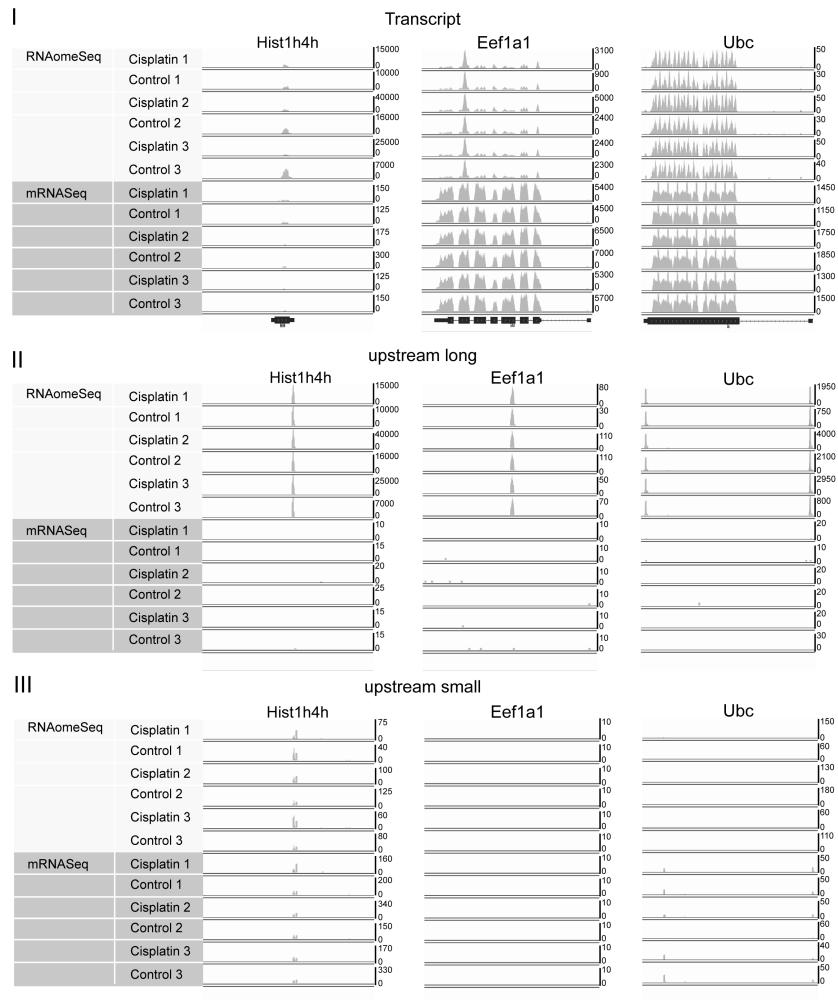 I
Transcript
Hist1h4h Eef1a1 Ubc
RNAomeSeq Cisplatin 1 15000 0 3100 0 50 0
Control 1 10000 0 900 0 30 0
Cisplatin 2 40000 0 5000 0 50 0
Control 2 16000 0 2400 0 30 0
Cisplatin 3 25000 0 2400 0 50 0
Control 3 7000 0 2300 0 40 0
mRNASeq Cisplatin 1 150 0 5400 0 1450 0
Control 1 125 0 4500 0 1150 0
Cisplatin 2 175 0 6500 0 1750 0
Control 2 300 0 7000 0 1850 0
Cisplatin 3 125 0 5300 0 1300 0
Control 3 150 0 5700 0 1500 0
II
upstream long
Hist1h4h Eef1a1 Ubc
RNAomeSeq Cisplatin 1 15000 0 80 0 1950 0
Control 1 10000 0 30 0 750 0
Cisplatin 2 40000 0 110 0 4000 0
Control 2 16000 0 110 0 2100 0
Cisplatin 3 25000 0 50 0 2950 0
Control 3 7000 0 70 0 800 0
mRNASeq Cisplatin 1 10 0 10 0 20 0
Control 1 15 0 10 0 10 0
Cisplatin 2 20 0 10 0 20 0
Control 2 25 0 10 0 20 0
Cisplatin 3 15 0 10 0 20 0
Control 3 15 0 10 0 30 0
III
upstream small
Hist1h4h Eef1a1 Ubc
RNAomeSeq Cisplatin 1 75 0 10 0 150 0
Control 1 40 0 10 0 60 0
Cisplatin 2 100 0 10 0 130 0
Control 2 125 0 10 0 180 0
Cisplatin 3 60 0 10 0 60 0
Control 3 80 0 10 0 110 0
mRNASeq Cisplatin 1 160 0 10 0 50 0
Control 1 200 0 10 0 50 0
Cisplatin 2 340 0 10 0 50 0
Control 2 150 0 10 0 60 0
Cisplatin 3 170 0 10 0 40 0
Control 3 330 0 10 0 50 0